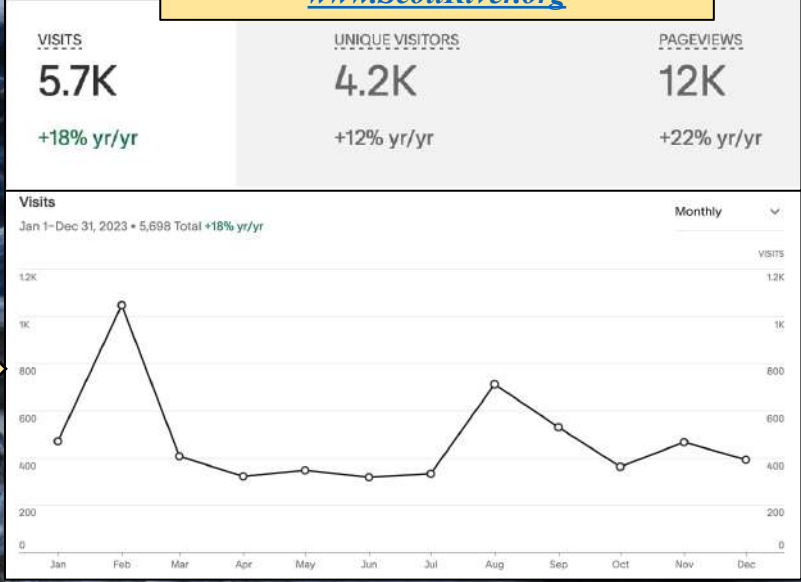 www.ScottRiver.org
VISITS
5.7K
+18% yr/yr
UNIQUE VISITORS
4.2K
+12% yr/yr
PAGEVIEWS
12K
+22% yr/yr
Visits
Jan 1–Dec 31, 2023 • 5,698 Total +18% yr/yr
Monthly
VISITS
1.2K 1.2K
1K 1K
800 800
600 600
400 400
200 200
0 0
Jan Feb Mar Apr May Jun Jul Aug Sep Oct Nov Dec